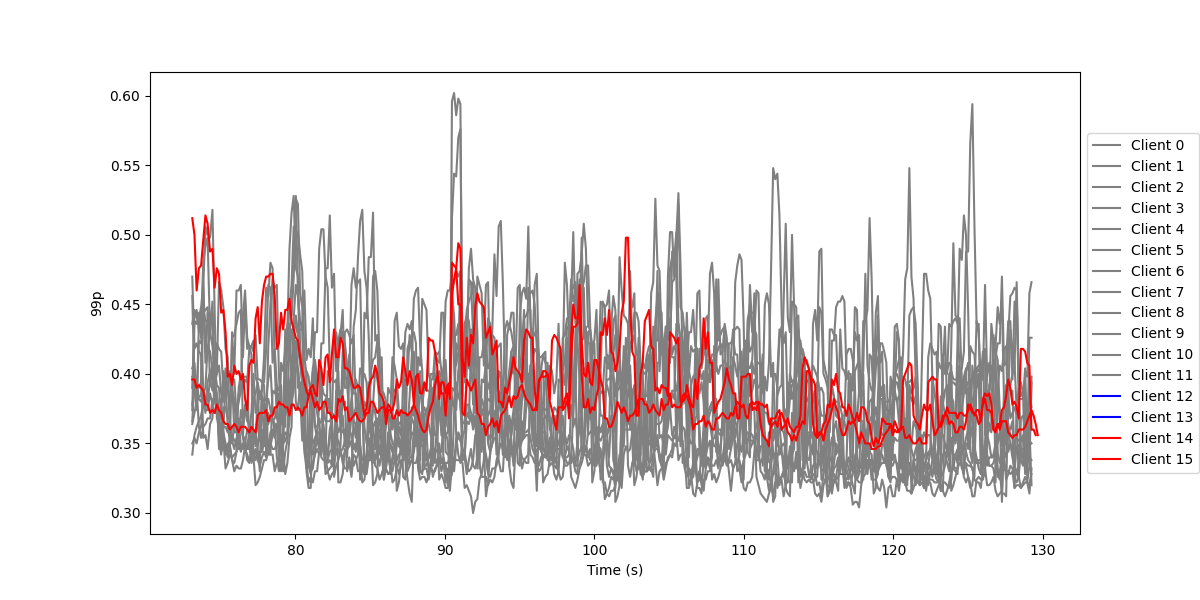 0.60
0.55
0.50
0.45
0.40
0.35
0.30
99p
80
90
100
110
120
130
Time (s)
Client 0
Client 1
Client 2
Client 3
Client 4
Client 5
Client 6
Client 7
Client 8
Client 9
Client 10
Client 11
Client 12
Client 13
Client 14
Client 15